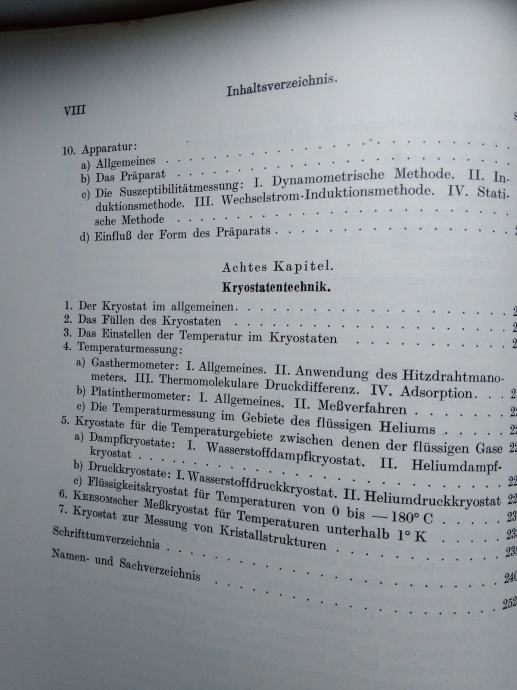 Inhaltsverzeichnis.
VIII
10. Apparatur:
a) Allgemeines
b) Das Präparat
c) Die Suszeptibilitätmessung: I. Dynamometrische Methode. II. In-
duktionsmethode. III. Wechselstrom-Induktionsmethode. IV. Stati-
sche Methode
d) Einfluß der Form des Präparats
Achtes Kapitel.
Kryostatentechnik.
1. Der Kryostat im allgemeinen
2. Das Füllen des Kryostaten
3. Das Einstellen der Temperatur im Kryostaten
4. Temperaturmessung:
a) Gasthermometer: I. Allgemeines. II. Anwendung des Hitzdrahtmano-
meters. III. Thermomolekulare Druckdifferenz. IV. Adsorption
b) Platinthermometer: I. Allgemeines. II. Meßverfahren
c) Die Temperaturmessung im Gebiete des flüssigen Heliums
5. Kryostate für die Temperaturgebiete zwischen denen der flüssigen Gase
a) Dampfkryostate: I. Wasserstoffdampfkryostat. II. Heliumdampf-
kryostat
b) Druckkryostate: I. Wasserstoffdruckkryostat. II. Heliumdruckkryostat
c) Flüssigkeitskryostat für Temperaturen von 0 bis — 180° C
6. KEESOMscher Meßkryostat für Temperaturen unterhalb 1° K
7. Kryostat zur Messung von Kristallstrukturen
Schrifttumverzeichnis 240
Namen- und Sachverzeichnis 252